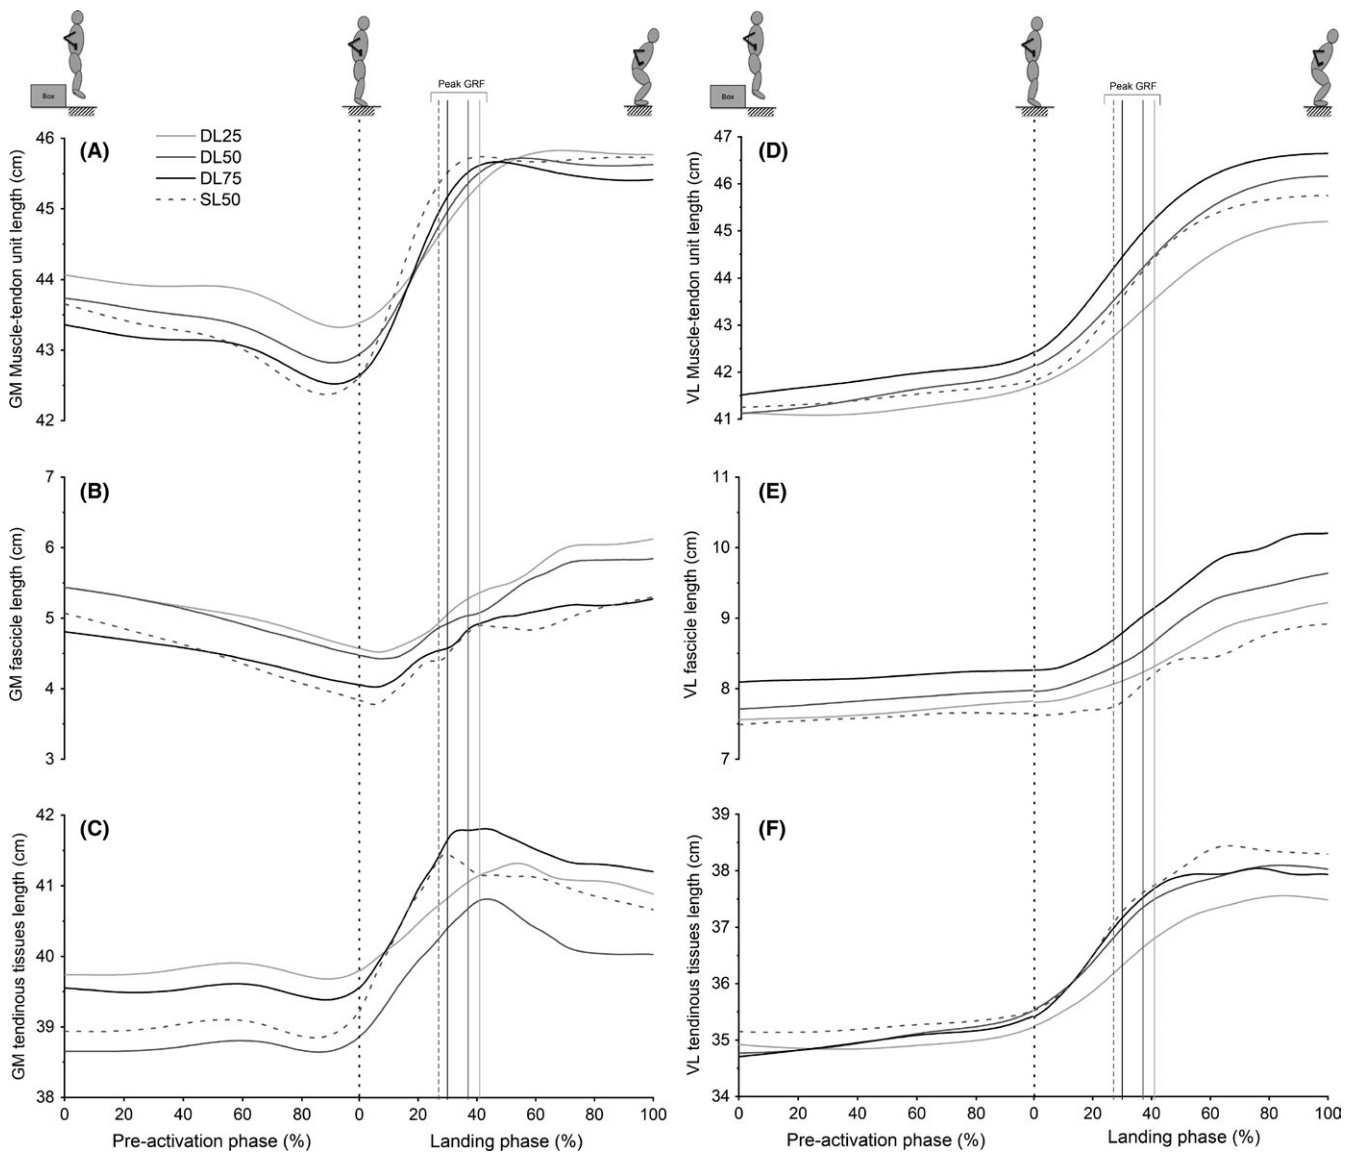 Peak GRF
Peak GRF
Box
Box
(A)
DL25
DL50
DL75
SL50
GM Muscle-tendon unit length (cm)
46
45
44
43
42
(D)
VL Muscle-tendon unit length (cm)
47
46
45
44
43
42
41
(B)
GM fascicle length (cm)
7
6
5
4
3
(E)
VL fascicle length (cm)
11
10
9
8
7
(C)
GM tendinous tissues length (cm)
42
41
40
39
38
0 20 40 60 80 0 20 40 60 80 100
Pre-activation phase (%) Landing phase (%)
(F)
VL tendinous tissues length (cm)
39
38
37
36
35
34
0 20 40 60 80 0 20 40 60 80 100
Pre-activation phase (%) Landing phase (%)